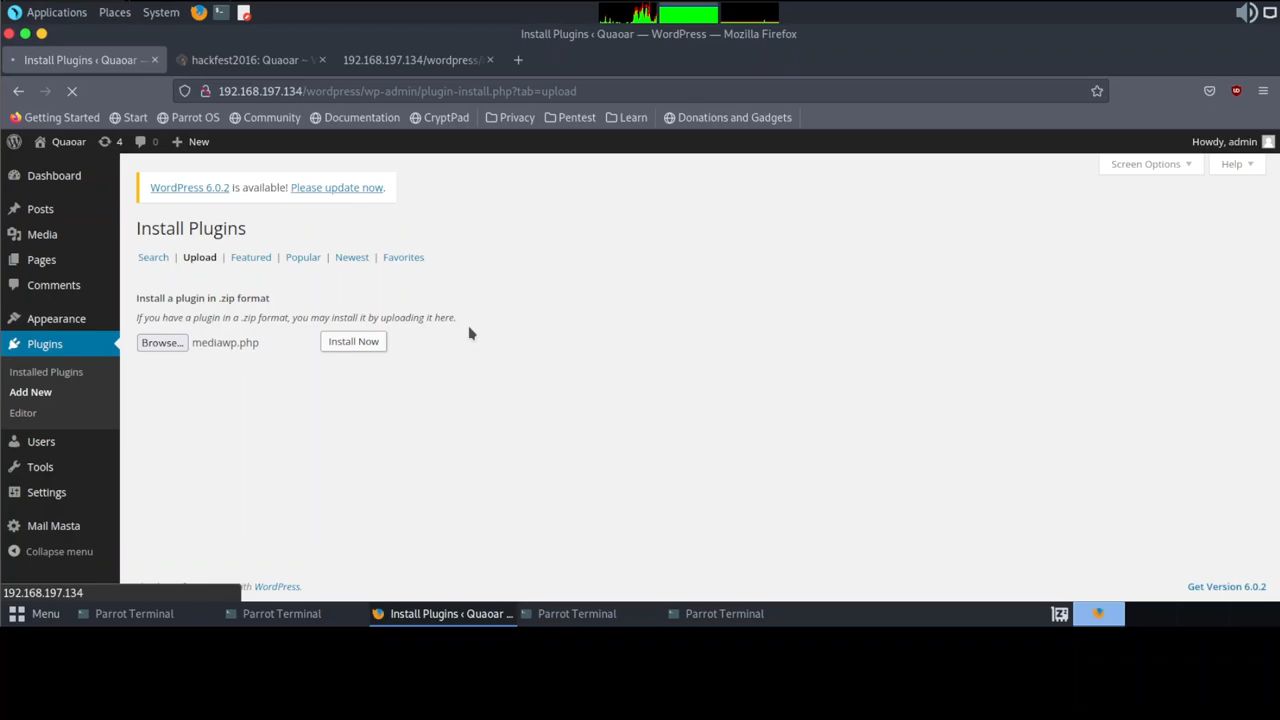 Applications Places System
Install Plugins ‹ Quaoar — WordPress — Mozilla Firefox
Install Plugins ‹ Quaoar — × hackfest2016: Quaoar ~ V × 192.168.197.134/wordpress/ × +
192.168.197.134/wordpress/wp-admin/plugin-install.php?tab=upload
Getting Started Start Parrot OS Community Documentation CryptPad Privacy Pentest Learn Donations and Gadgets
Quaoar 4 0 New Howdy, admin
Screen Options Help
Dashboard
WordPress 6.0.2 is available! Please update now.
Posts
Install Plugins
Media
Search | Upload | Featured | Popular | Newest | Favorites
Pages
Comments
Install a plugin in .zip format
If you have a plugin in a .zip format, you may install it by uploading it here.
Appearance
Browse... mediawp.php Install Now
Plugins
Installed Plugins
Add New
Editor
Users
Tools
Settings
Mail Masta
Collapse menu
with WordPress. Get Version 6.0.2
192.168.197.134
Menu Parrot Terminal Parrot Terminal Install Plugins ‹ Quaoar ... Parrot Terminal Parrot Terminal